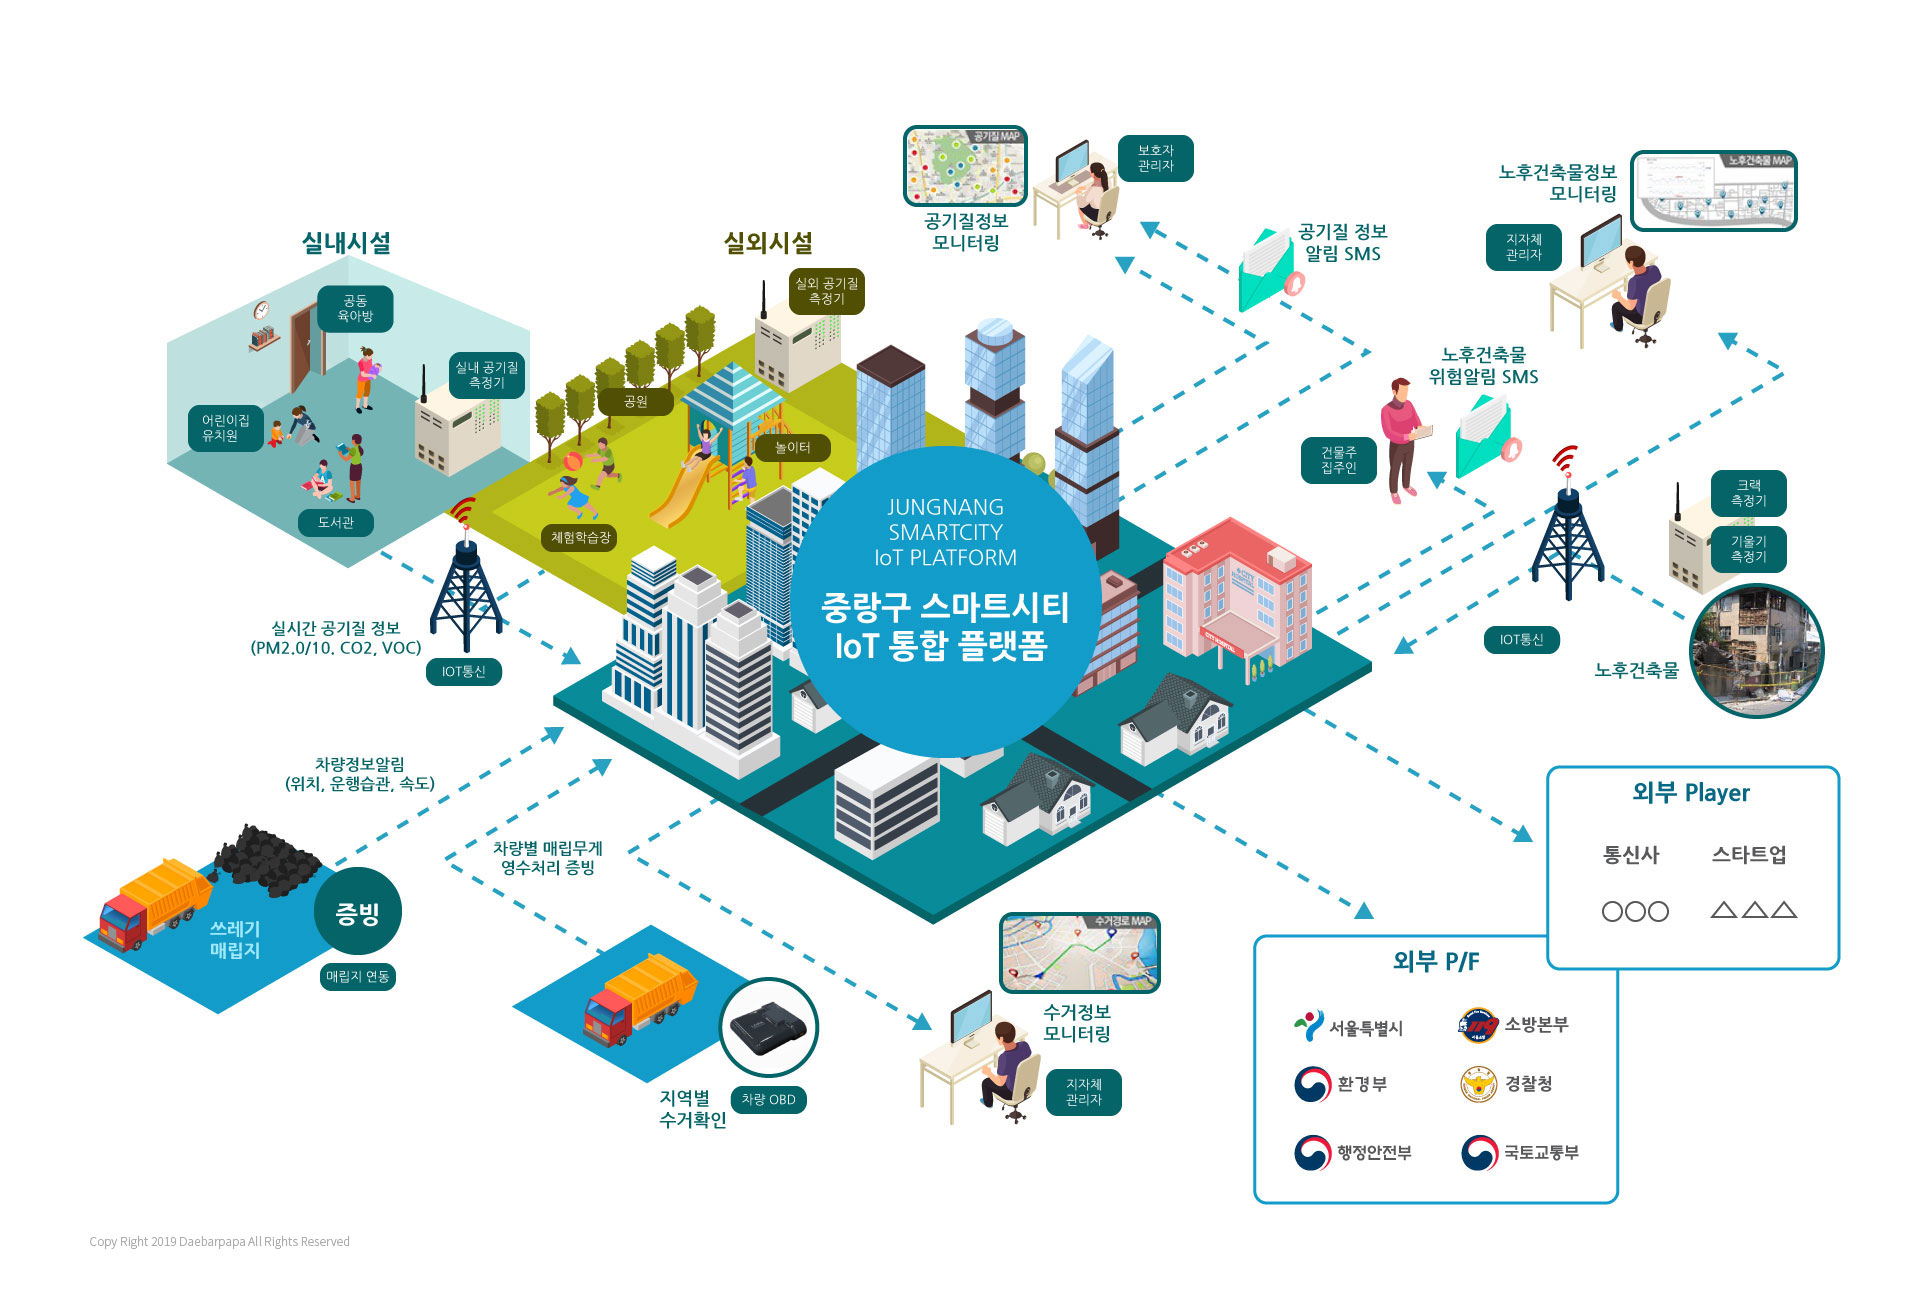 공기질 MAP
보호자
관리자
공기질정보
모니터링
노후건축물정보
모니터링
노후건축물 MAP
지자체
관리자
공기질 정보
알림 SMS
실내시설
실외시설
공동
육아방
실내 공기질
측정기
어린이집
유치원
도서관
실외 공기질
측정기
공원
놀이터
체험학습장
노후건축물
위험알림 SMS
건물주
집주인
크랙
측정기
기울기
측정기
IOT통신
노후건축물
JUNGNANG
SMARTCITY
IoT PLATFORM
중랑구 스마트시티
IoT 통합 플랫폼
+CITY
HOSPITAL
CITY HOSPITAL
실시간 공기질 정보
(PM2.0/10. CO2, VOC)
IOT통신
차량정보알림
(위치, 운행습관, 속도)
차량별 매립무게
영수처리 증빙
쓰레기
매립지
증빙
매립지 연동
지역별
수거확인
차량 OBD
수거경로 MAP
수거정보
모니터링
지자체
관리자
외부 Player
통신사
스타트업
○○○
△△△
외부 P/F
서울특별시
119
소방본부
환경부
경찰청
행정안전부
국토교통부
Copy Right 2019 Daebarpapa All Rights Reserved